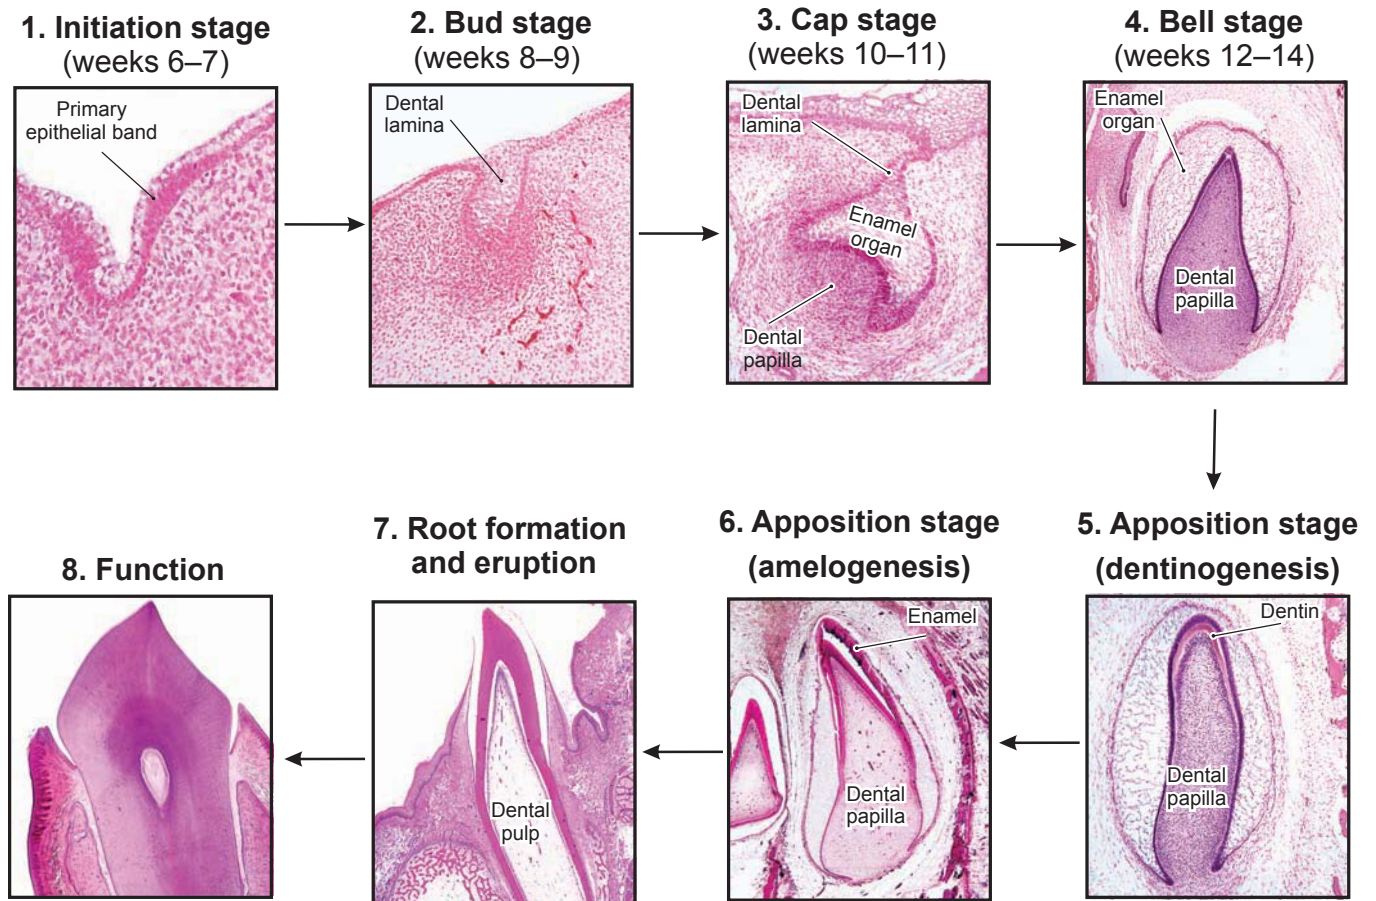 1. Initiation stage
(weeks 6–7)
Primary
epithelial band
2. Bud stage
(weeks 8–9)
Dental
lamina
3. Cap stage
(weeks 10–11)
Dental
lamina
Enamel
organ
Dental
papilla
4. Bell stage
(weeks 12–14)
Enamel
organ
Dental
papilla
5. Apposition stage
(dentinogenesis)
Dentin
Dental
papilla
6. Apposition stage
(amelogenesis)
Enamel
Dental
papilla
7. Root formation
and eruption
Dental
pulp
8. Function